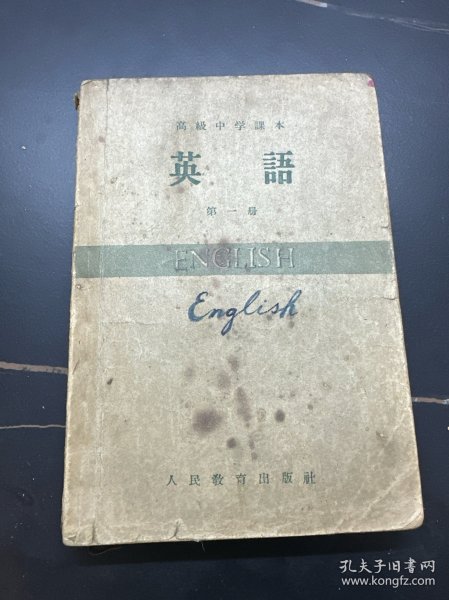 高級中学課本
英語
第一册
ENGLISH
English
人民教育出版社
孔夫子旧书网
www.kongfz.com